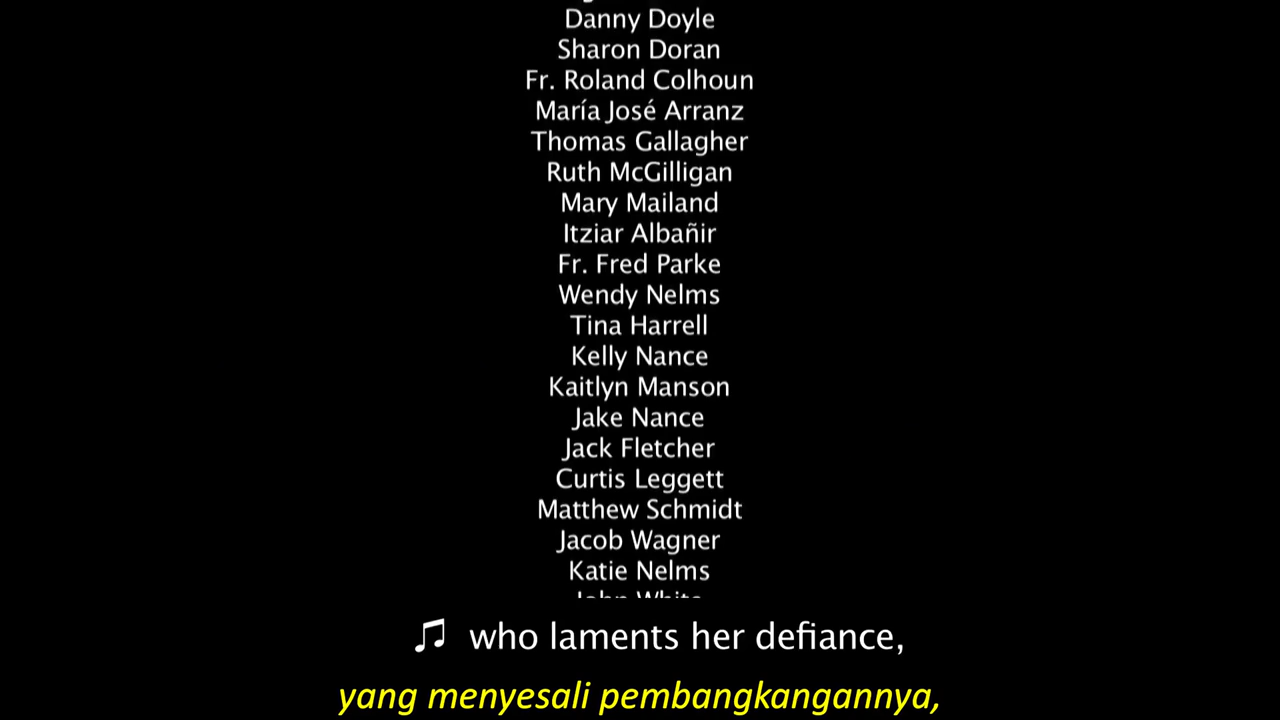 Danny Doyle
Sharon Doran
Fr. Roland Colhoun
María José Arranz
Thomas Gallagher
Ruth McGilligan
Mary Mailand
Itziar Albañir
Fr. Fred Parke
Wendy Nelms
Tina Harrell
Kelly Nance
Kaitlyn Manson
Jake Nance
Jack Fletcher
Curtis Leggett
Matthew Schmidt
Jacob Wagner
Katie Nelms
John White
♫ who laments her defiance,
yang menyesali pembangkangannya,